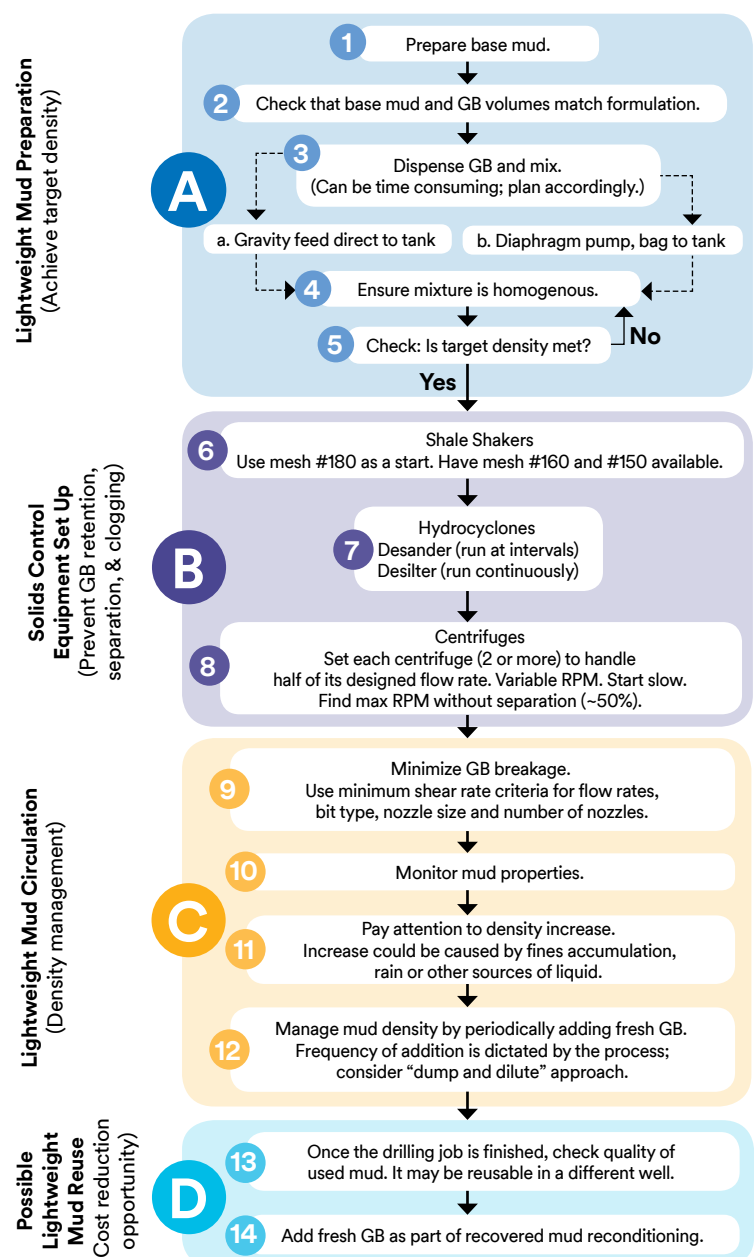 Lightweight Mud Preparation
(Achieve target density)
A
1
Prepare base mud.
2
Check that base mud and GB volumes match formulation.
3
Dispense GB and mix.
(Can be time consuming; plan accordingly.)
a. Gravity feed direct to tank
b. Diaphragm pump, bag to tank
4
Ensure mixture is homogenous.
5
Check: Is target density met?
No
Yes
Solids Control
Equipment Set Up
(Prevent GB retention,
separation, & clogging)
B
6
Shale Shakers
Use mesh #180 as a start. Have mesh #160 and #150 available.
7
Hydrocyclones
Desander (run at intervals)
Desilter (run continuously)
8
Centrifuges
Set each centrifuge (2 or more) to handle
half of its designed flow rate. Variable RPM. Start slow.
Find max RPM without separation (~50%).
Lightweight Mud Circulation
(Density management)
C
9
Minimize GB breakage.
Use minimum shear rate criteria for flow rates,
bit type, nozzle size and number of nozzles.
10
Monitor mud properties.
11
Pay attention to density increase.
Increase could be caused by fines accumulation,
rain or other sources of liquid.
12
Manage mud density by periodically adding fresh GB.
Frequency of addition is dictated by the process;
consider “dump and dilute” approach.
Possible
Lightweight
Mud Reuse
(Cost reduction
opportunity)
D
13
Once the drilling job is finished, check quality of
used mud. It may be reusable in a different well.
14
Add fresh GB as part of recovered mud reconditioning.